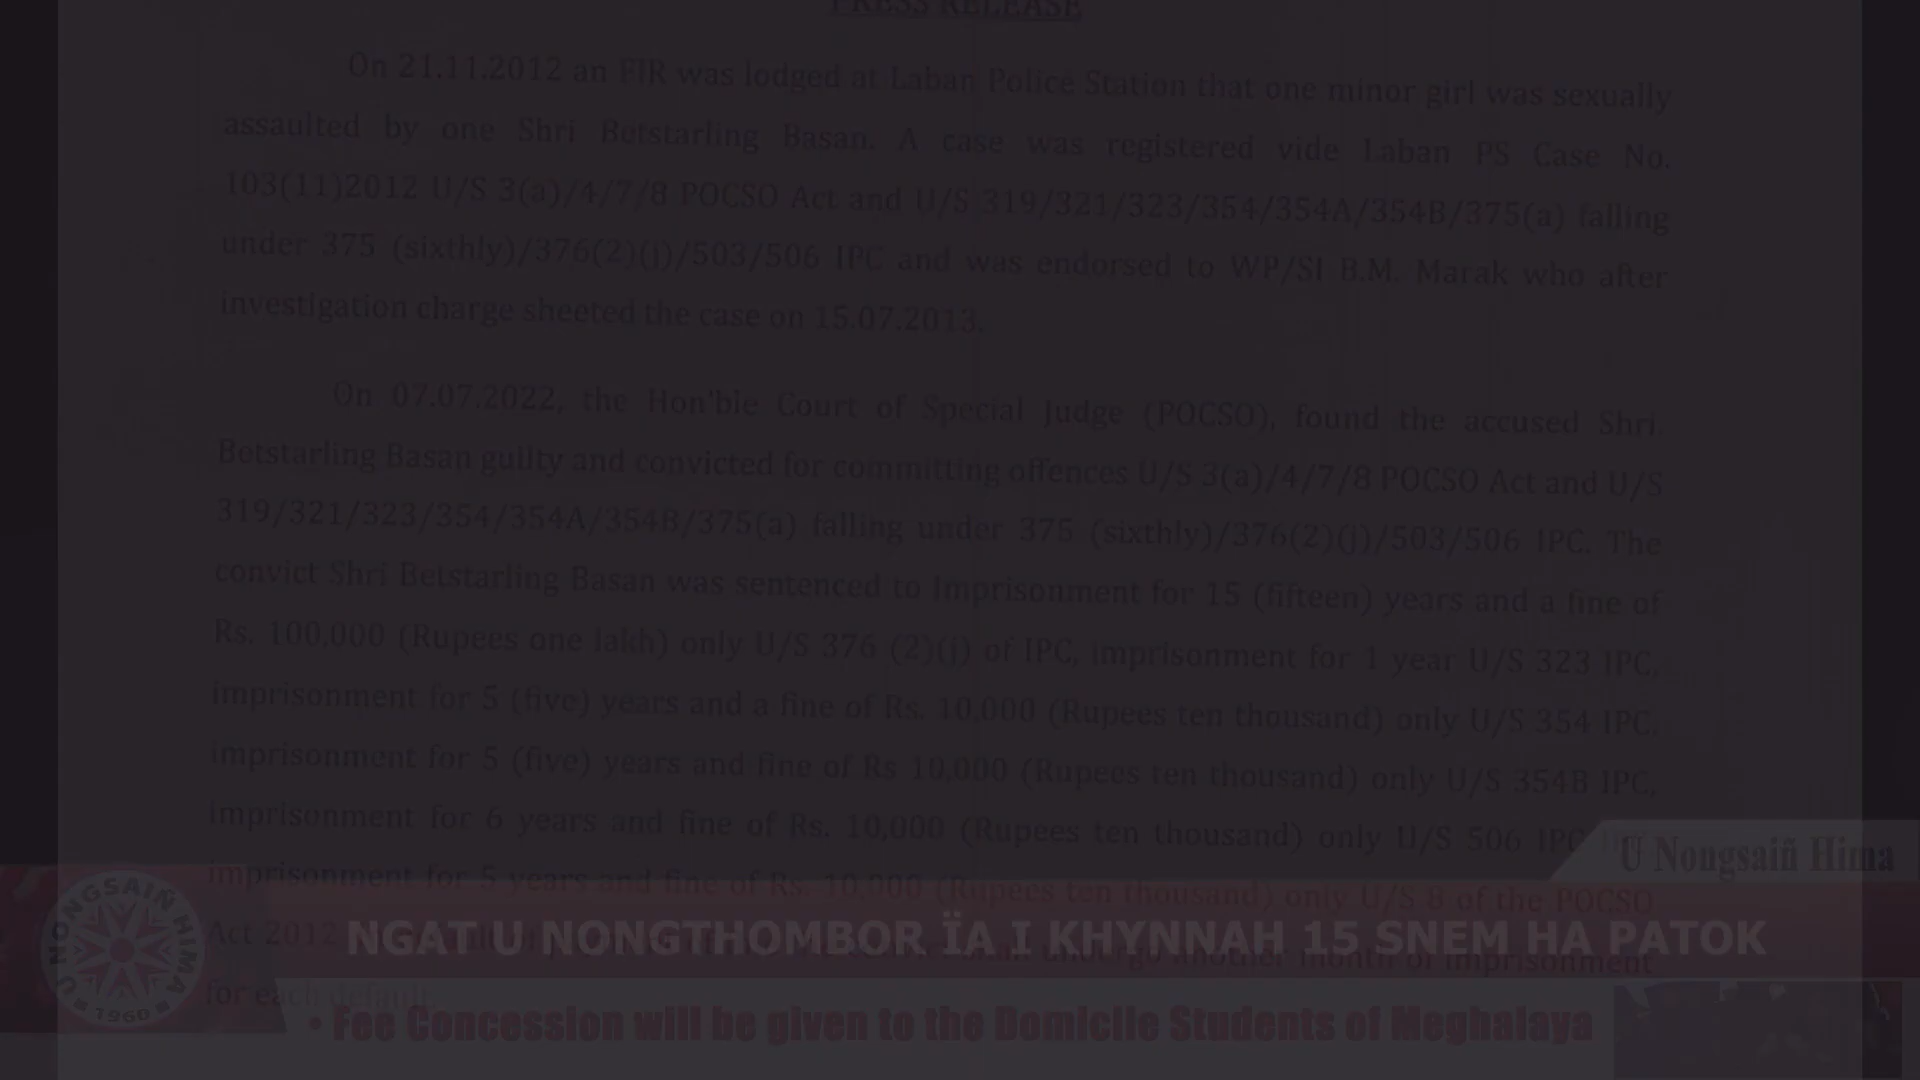 PRESS RELEASE
On 21.11.2012 an FIR was lodged at Laban Police Station that one minor girl was sexually
assaulted by one Shri Betstarling Basan. A case was registered vide Laban PS Case No.
103(11)2012 U/S 3(a)/4/7/8 POCSO Act and U/S 319/321/323/354/354A/354B/375(a) falling
under 375 (sixthly)/376(2)(j)/503/506 IPC and was endorsed to WP/SI B.M. Marak who after
investigation charge sheeted the case on 15.07.2013.
On 07.07.2022, the Hon'ble Court of Special Judge (POCSO), found the accused Shri.
Betstarling Basan guilty and convicted for committing offences U/S 3(a)/4/7/8 POCSO Act and U/S
319/321/323/354/354A/354B/375(a) falling under 375 (sixthly)/376(2)(j)/503/506 IPC. The
convict Shri Betstarling Basan was sentenced to Imprisonment for 15 (fifteen) years and a fine of
Rs. 100,000 (Rupees one lakh) only U/S 376 (2)(j) of IPC, imprisonment for 1 year U/S 323 IPC,
imprisonment for 5 (five) years and a fine of Rs. 10,000 (Rupees ten thousand) only U/S 354 IPC,
imprisonment for 5 (five) years and fine of Rs 10,000 (Rupees ten thousand) only U/S 354B IPC,
imprisonment for 6 years and fine of Rs. 10,000 (Rupees ten thousand) only U/S 506 IPC
imprisonment for 5 years and fine of Rs. 10,000 (Rupees ten thousand) only U/S 8 of the POCSO
Act 2012 another month of imprisonment
for each default.
U Nongsaiñ Hima
U NONGSAIÑ HIMA
1960
NGAT U NONGTHOMBOR ÏA I KHYNNAH 15 SNEM HA PATOK
• Fee Concession will be given to the Domicile Students of Meghalaya